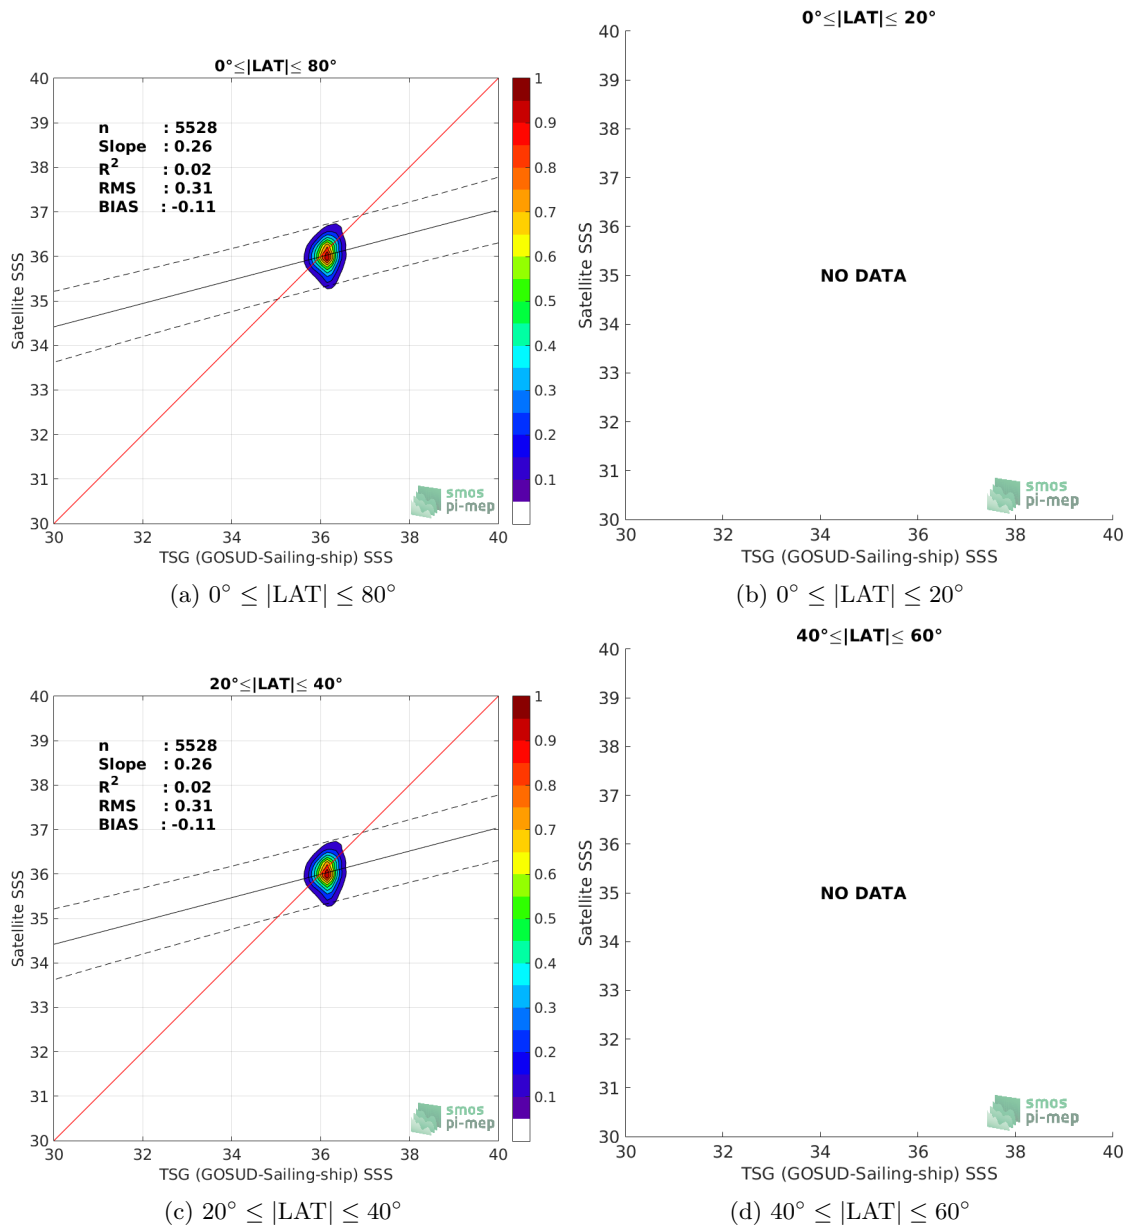 0°≤|LAT|≤ 80°
40
39
38
37
36
35
34
33
32
31
30
Satellite SSS
n : 5528
Slope : 0.26
R² : 0.02
RMS : 0.31
BIAS : -0.11
smos
pi-mep
30 32 34 36 38 40
TSG (GOSUD-Sailing-ship) SSS
1
0.9
0.8
0.7
0.6
0.5
0.4
0.3
0.2
0.1
(a) 0° ≤ |LAT| ≤ 80°
0°≤|LAT|≤ 20°
40
39
38
37
36
35
34
33
32
31
30
Satellite SSS
NO DATA
smos
pi-mep
30 32 34 36 38 40
TSG (GOSUD-Sailing-ship) SSS
(b) 0° ≤ |LAT| ≤ 20°
20°≤|LAT|≤ 40°
40
39
38
37
36
35
34
33
32
31
30
Satellite SSS
n : 5528
Slope : 0.26
R² : 0.02
RMS : 0.31
BIAS : -0.11
smos
pi-mep
30 32 34 36 38 40
TSG (GOSUD-Sailing-ship) SSS
1
0.9
0.8
0.7
0.6
0.5
0.4
0.3
0.2
0.1
(c) 20° ≤ |LAT| ≤ 40°
40°≤|LAT|≤ 60°
40
39
38
37
36
35
34
33
32
31
30
Satellite SSS
NO DATA
smos
pi-mep
30 32 34 36 38 40
TSG (GOSUD-Sailing-ship) SSS
(d) 40° ≤ |LAT| ≤ 60°